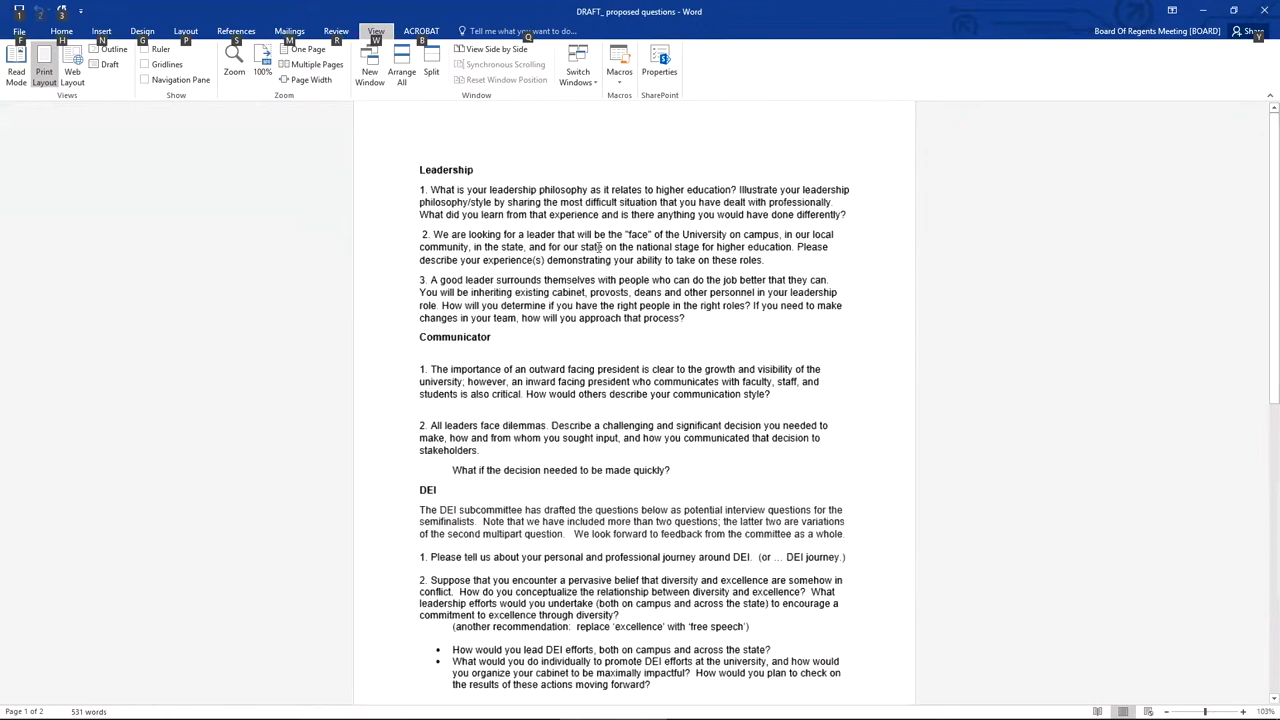 DRAFT_ proposed questions - Word
File Home Insert Design Layout References Mailings Review View ACROBAT Tell me what you want to do... Board Of Regents Meeting [BOARD] Share
F H N G P S M R W B Q Y
1
Read Mode
Print Layout
Web Layout
Outline
Draft
Views
Ruler
Gridlines
Navigation Pane
Show
Zoom
100%
One Page
Multiple Pages
Page Width
Zoom
New Window
Arrange All
Split
View Side by Side
Synchronous Scrolling
Reset Window Position
Window
Switch Windows
Macros
Macros
Properties
SharePoint
Leadership
1. What is your leadership philosophy as it relates to higher education? Illustrate your leadership
philosophy/style by sharing the most difficult situation that you have dealt with professionally.
What did you learn from that experience and is there anything you would have done differently?
2. We are looking for a leader that will be the "face" of the University on campus, in our local
community, in the state, and for our state on the national stage for higher education. Please
describe your experience(s) demonstrating your ability to take on these roles.
3. A good leader surrounds themselves with people who can do the job better that they can.
You will be inheriting existing cabinet, provosts, deans and other personnel in your leadership
role. How will you determine if you have the right people in the right roles? If you need to make
changes in your team, how will you approach that process?
Communicator
1. The importance of an outward facing president is clear to the growth and visibility of the
university; however, an inward facing president who communicates with faculty, staff, and
students is also critical. How would others describe your communication style?
2. All leaders face dilemmas. Describe a challenging and significant decision you needed to
make, how and from whom you sought input, and how you communicated that decision to
stakeholders.
What if the decision needed to be made quickly?
DEI
The DEI subcommittee has drafted the questions below as potential interview questions for the
semifinalists. Note that we have included more than two questions; the latter two are variations
of the second multipart question. We look forward to feedback from the committee as a whole.
1. Please tell us about your personal and professional journey around DEI. (or ... DEI journey.)
2. Suppose that you encounter a pervasive belief that diversity and excellence are somehow in
conflict. How do you conceptualize the relationship between diversity and excellence? What
leadership efforts would you undertake (both on campus and across the state) to encourage a
commitment to excellence through diversity?
(another recommendation: replace 'excellence' with 'free speech')
• How would you lead DEI efforts, both on campus and across the state?
• What would you do individually to promote DEI efforts at the university, and how would
you organize your cabinet to be maximally impactful? How would you plan to check on
the results of these actions moving forward?
Page 1 of 2 531 words 103%